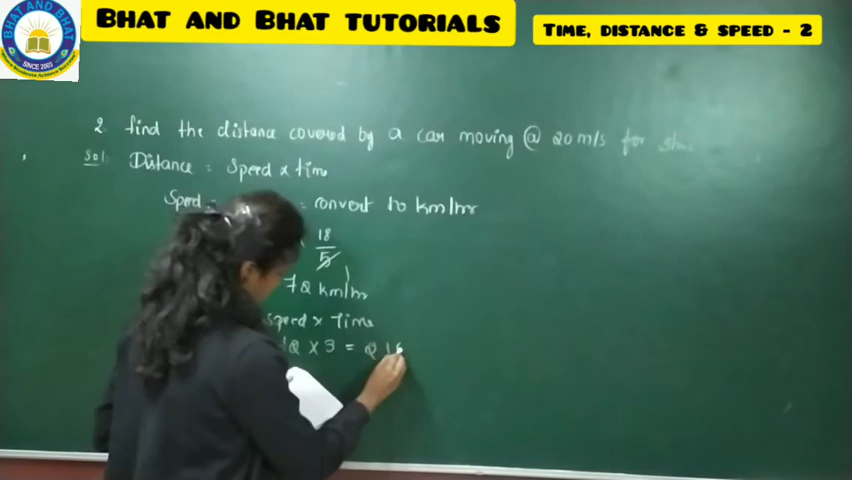 BHAT AND BHAT TUTORIALS
TIME, DISTANCE & SPEED - 2
BHAT AND BHAT
SINCE 2003
2. find the distance covered by a car moving @ 20 m/s for 3hrs
Sol: Distance = Speed x time
Speed = = convert to km/hr
18
5
72 km/hr
speed x Time
72 x 3 = 216